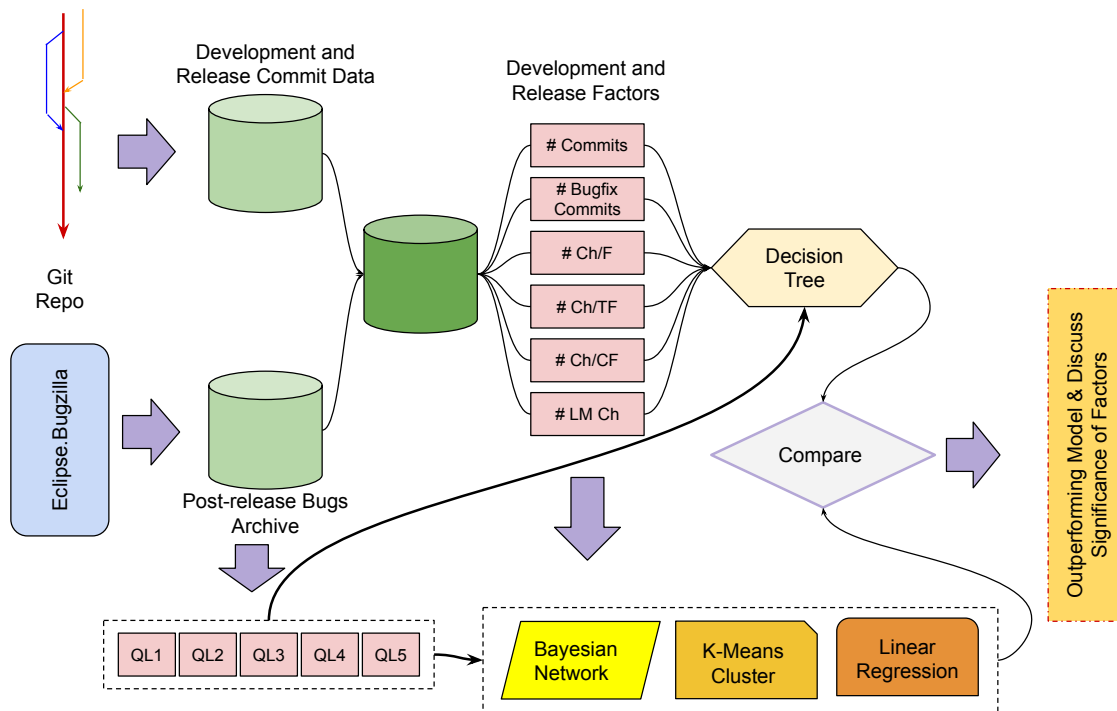 Development and
Release Commit Data
Development and
Release Factors
# Commits
# Bugfix
Commits
# Ch/F
# Ch/TF
# Ch/CF
# LM Ch
Git
Repo
Decision
Tree
Eclipse.Bugzilla
Post-release Bugs
Archive
Compare
Outperforming Model & Discuss
Significance of Factors
QL1
QL2
QL3
QL4
QL5
Bayesian
Network
K-Means
Cluster
Linear
Regression